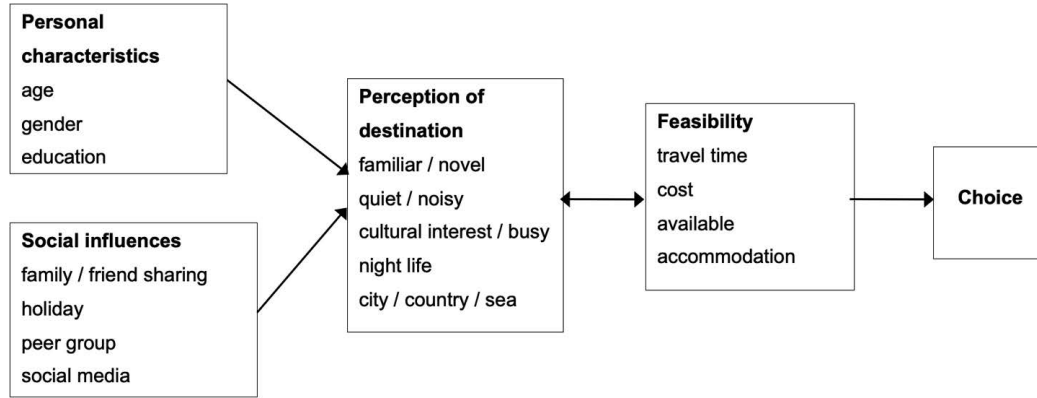 Personal
characteristics
age
gender
education
Social influences
family / friend sharing
holiday
peer group
social media
Perception of
destination
familiar / novel
quiet / noisy
cultural interest / busy
night life
city / country / sea
Feasibility
travel time
cost
available
accommodation
Choice